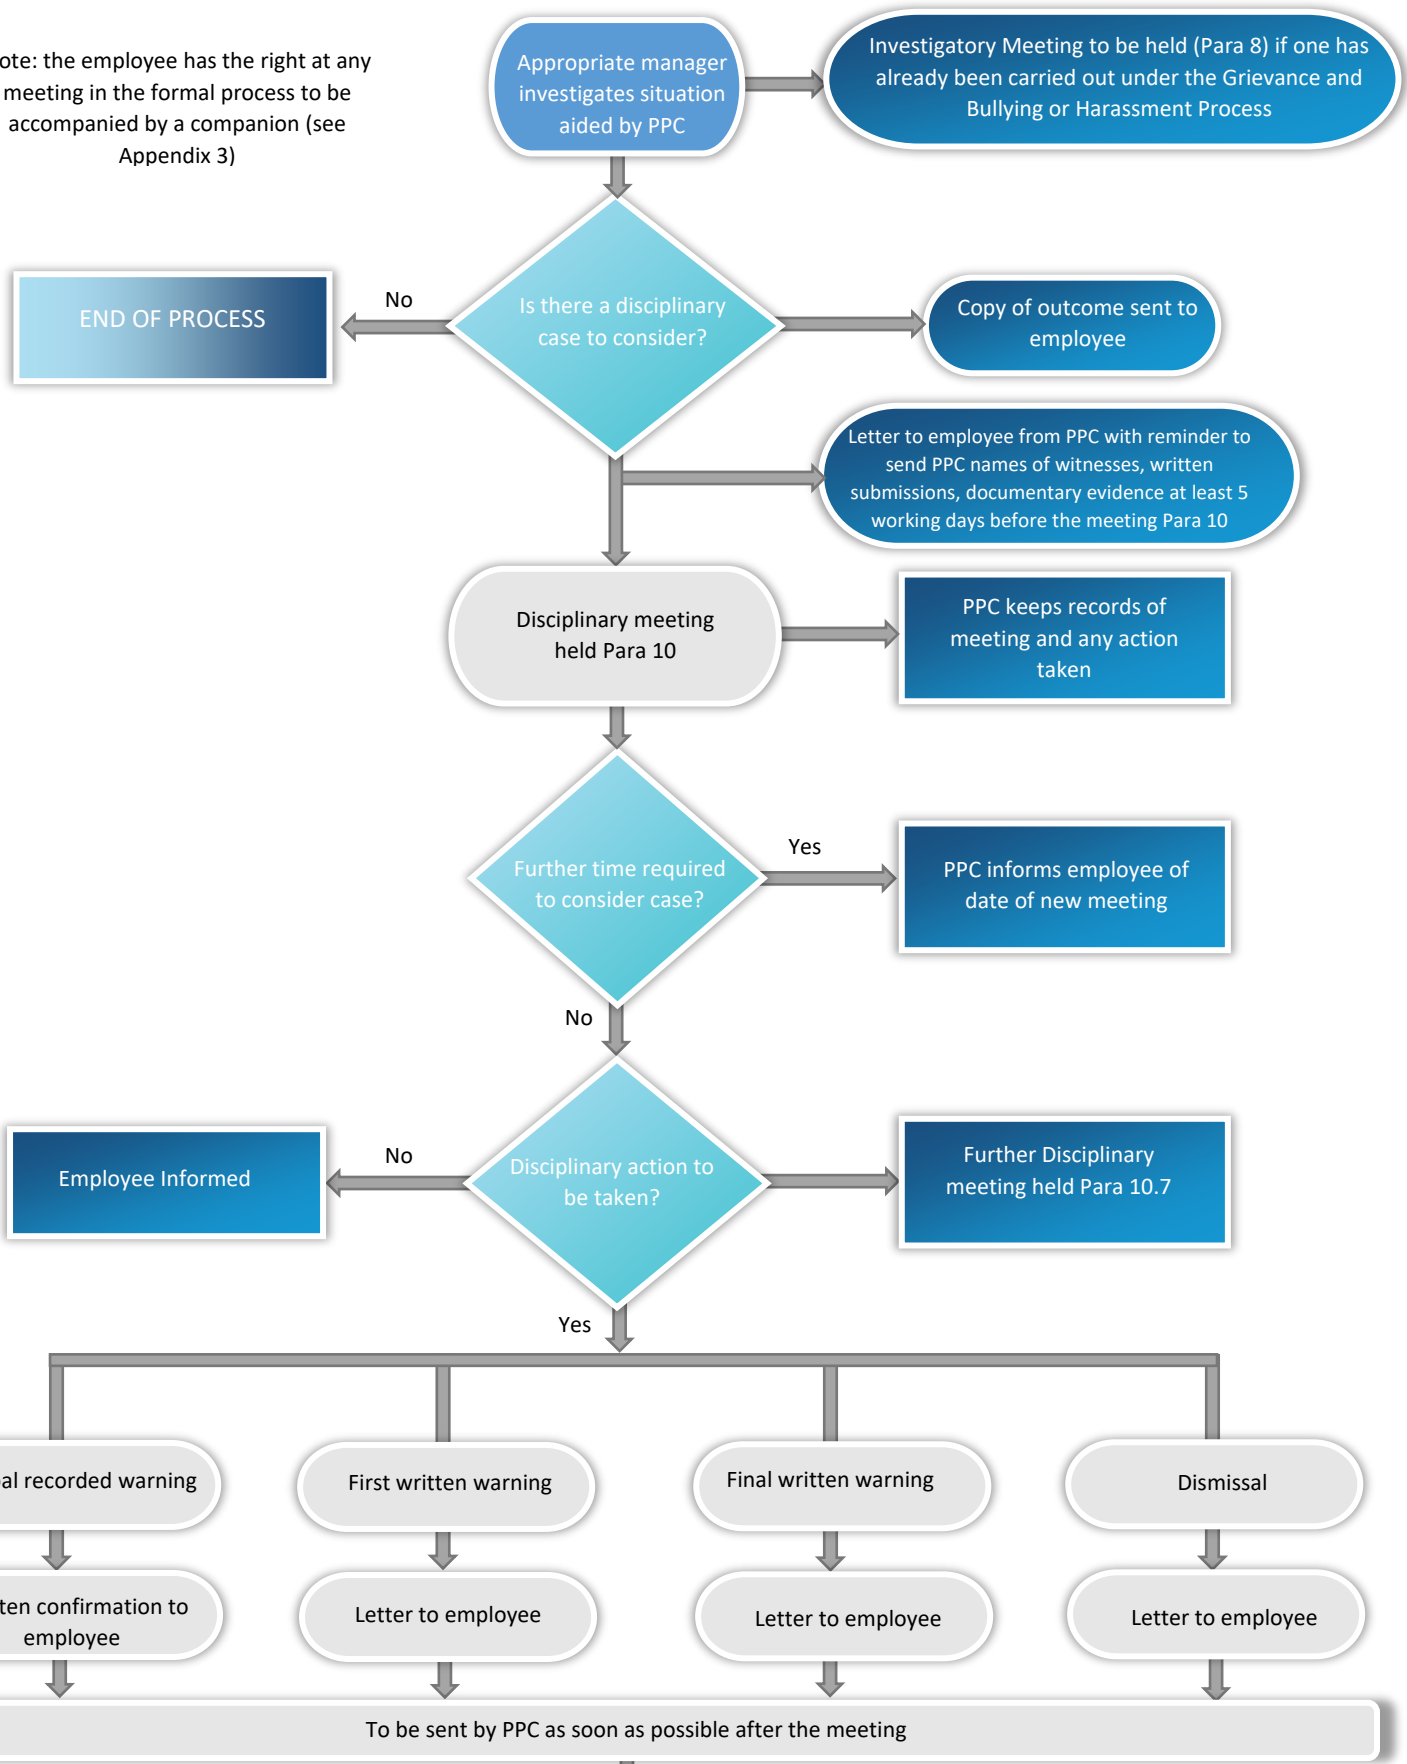 ote: the employee has the right at any
meeting in the formal process to be
accompanied by a companion (see
Appendix 3)
Appropriate manager
investigates situation
aided by PPC
Investigatory Meeting to be held (Para 8) if one has
already been carried out under the Grievance and
Bullying or Harassment Process
Is there a disciplinary
case to consider?
No
END OF PROCESS
Copy of outcome sent to
employee
Letter to employee from PPC with reminder to
send PPC names of witnesses, written
submissions, documentary evidence at least 5
working days before the meeting Para 10
Disciplinary meeting
held Para 10
PPC keeps records of
meeting and any action
taken
Further time required
to consider case?
Yes
PPC informs employee of
date of new meeting
No
Disciplinary action to
be taken?
No
Employee Informed
Further Disciplinary
meeting held Para 10.7
Yes
al recorded warning
First written warning
Final written warning
Dismissal
ten confirmation to
employee
Letter to employee
Letter to employee
Letter to employee
To be sent by PPC as soon as possible after the meeting